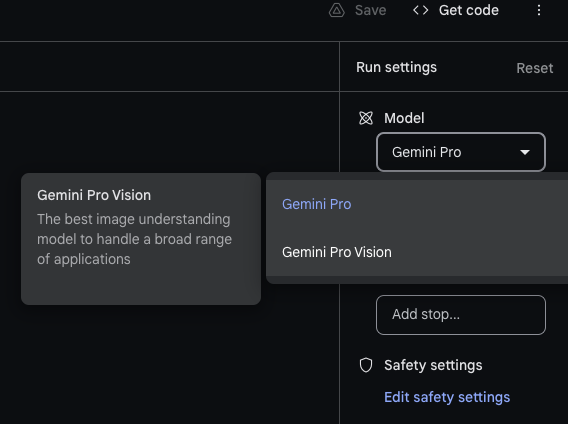 Save
Get code
Run settings
Reset
Model
Gemini Pro
Gemini Pro Vision
The best image understanding
model to handle a broad range
of applications
Gemini Pro
Gemini Pro Vision
Add stop...
Safety settings
Edit safety settings